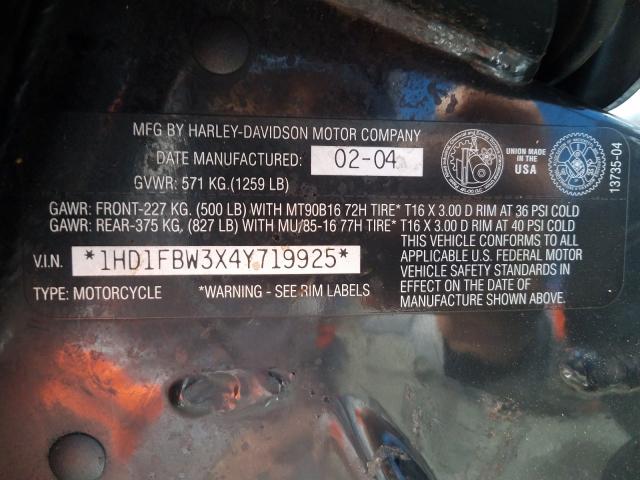 MFG BY HARLEY-DAVIDSON MOTOR COMPANY
DATE MANUFACTURED: 02-04
GVWR: 571 KG.(1259 LB)
UNION MADE
IN THE
USA
13735-04
GAWR: FRONT-227 KG. (500 LB) WITH MT90B16 72H TIRE* T16 X 3.00 D RIM AT 36 PSI COLD
GAWR: REAR-375 KG, (827 LB) WITH MU/85-16 77H TIRE* T16 X 3.00 D RIM AT 40 PSI COLD
V.I.N. *1HD1FBW3X4Y719925*
TYPE: MOTORCYCLE *WARNING - SEE RIM LABELS
THIS VEHICLE CONFORMS TO ALL
APPLICABLE U.S. FEDERAL MOTOR
VEHICLE SAFETY STANDARDS IN
EFFECT ON THE DATE OF
MANUFACTURE SHOWN ABOVE.